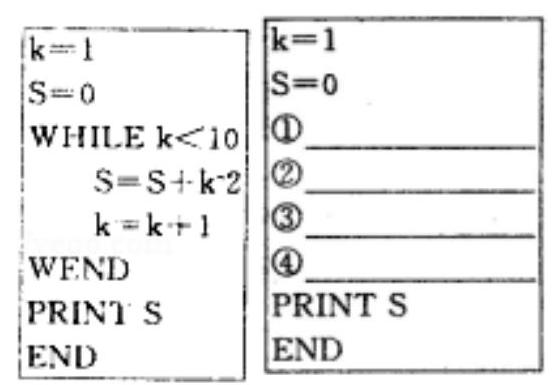 k=1
S=0
WHILE k<10
S=S+k^2
k=k+1
WEND
PRINT S
END
k=1
S=0
①
②
③
④
PRINT S
END